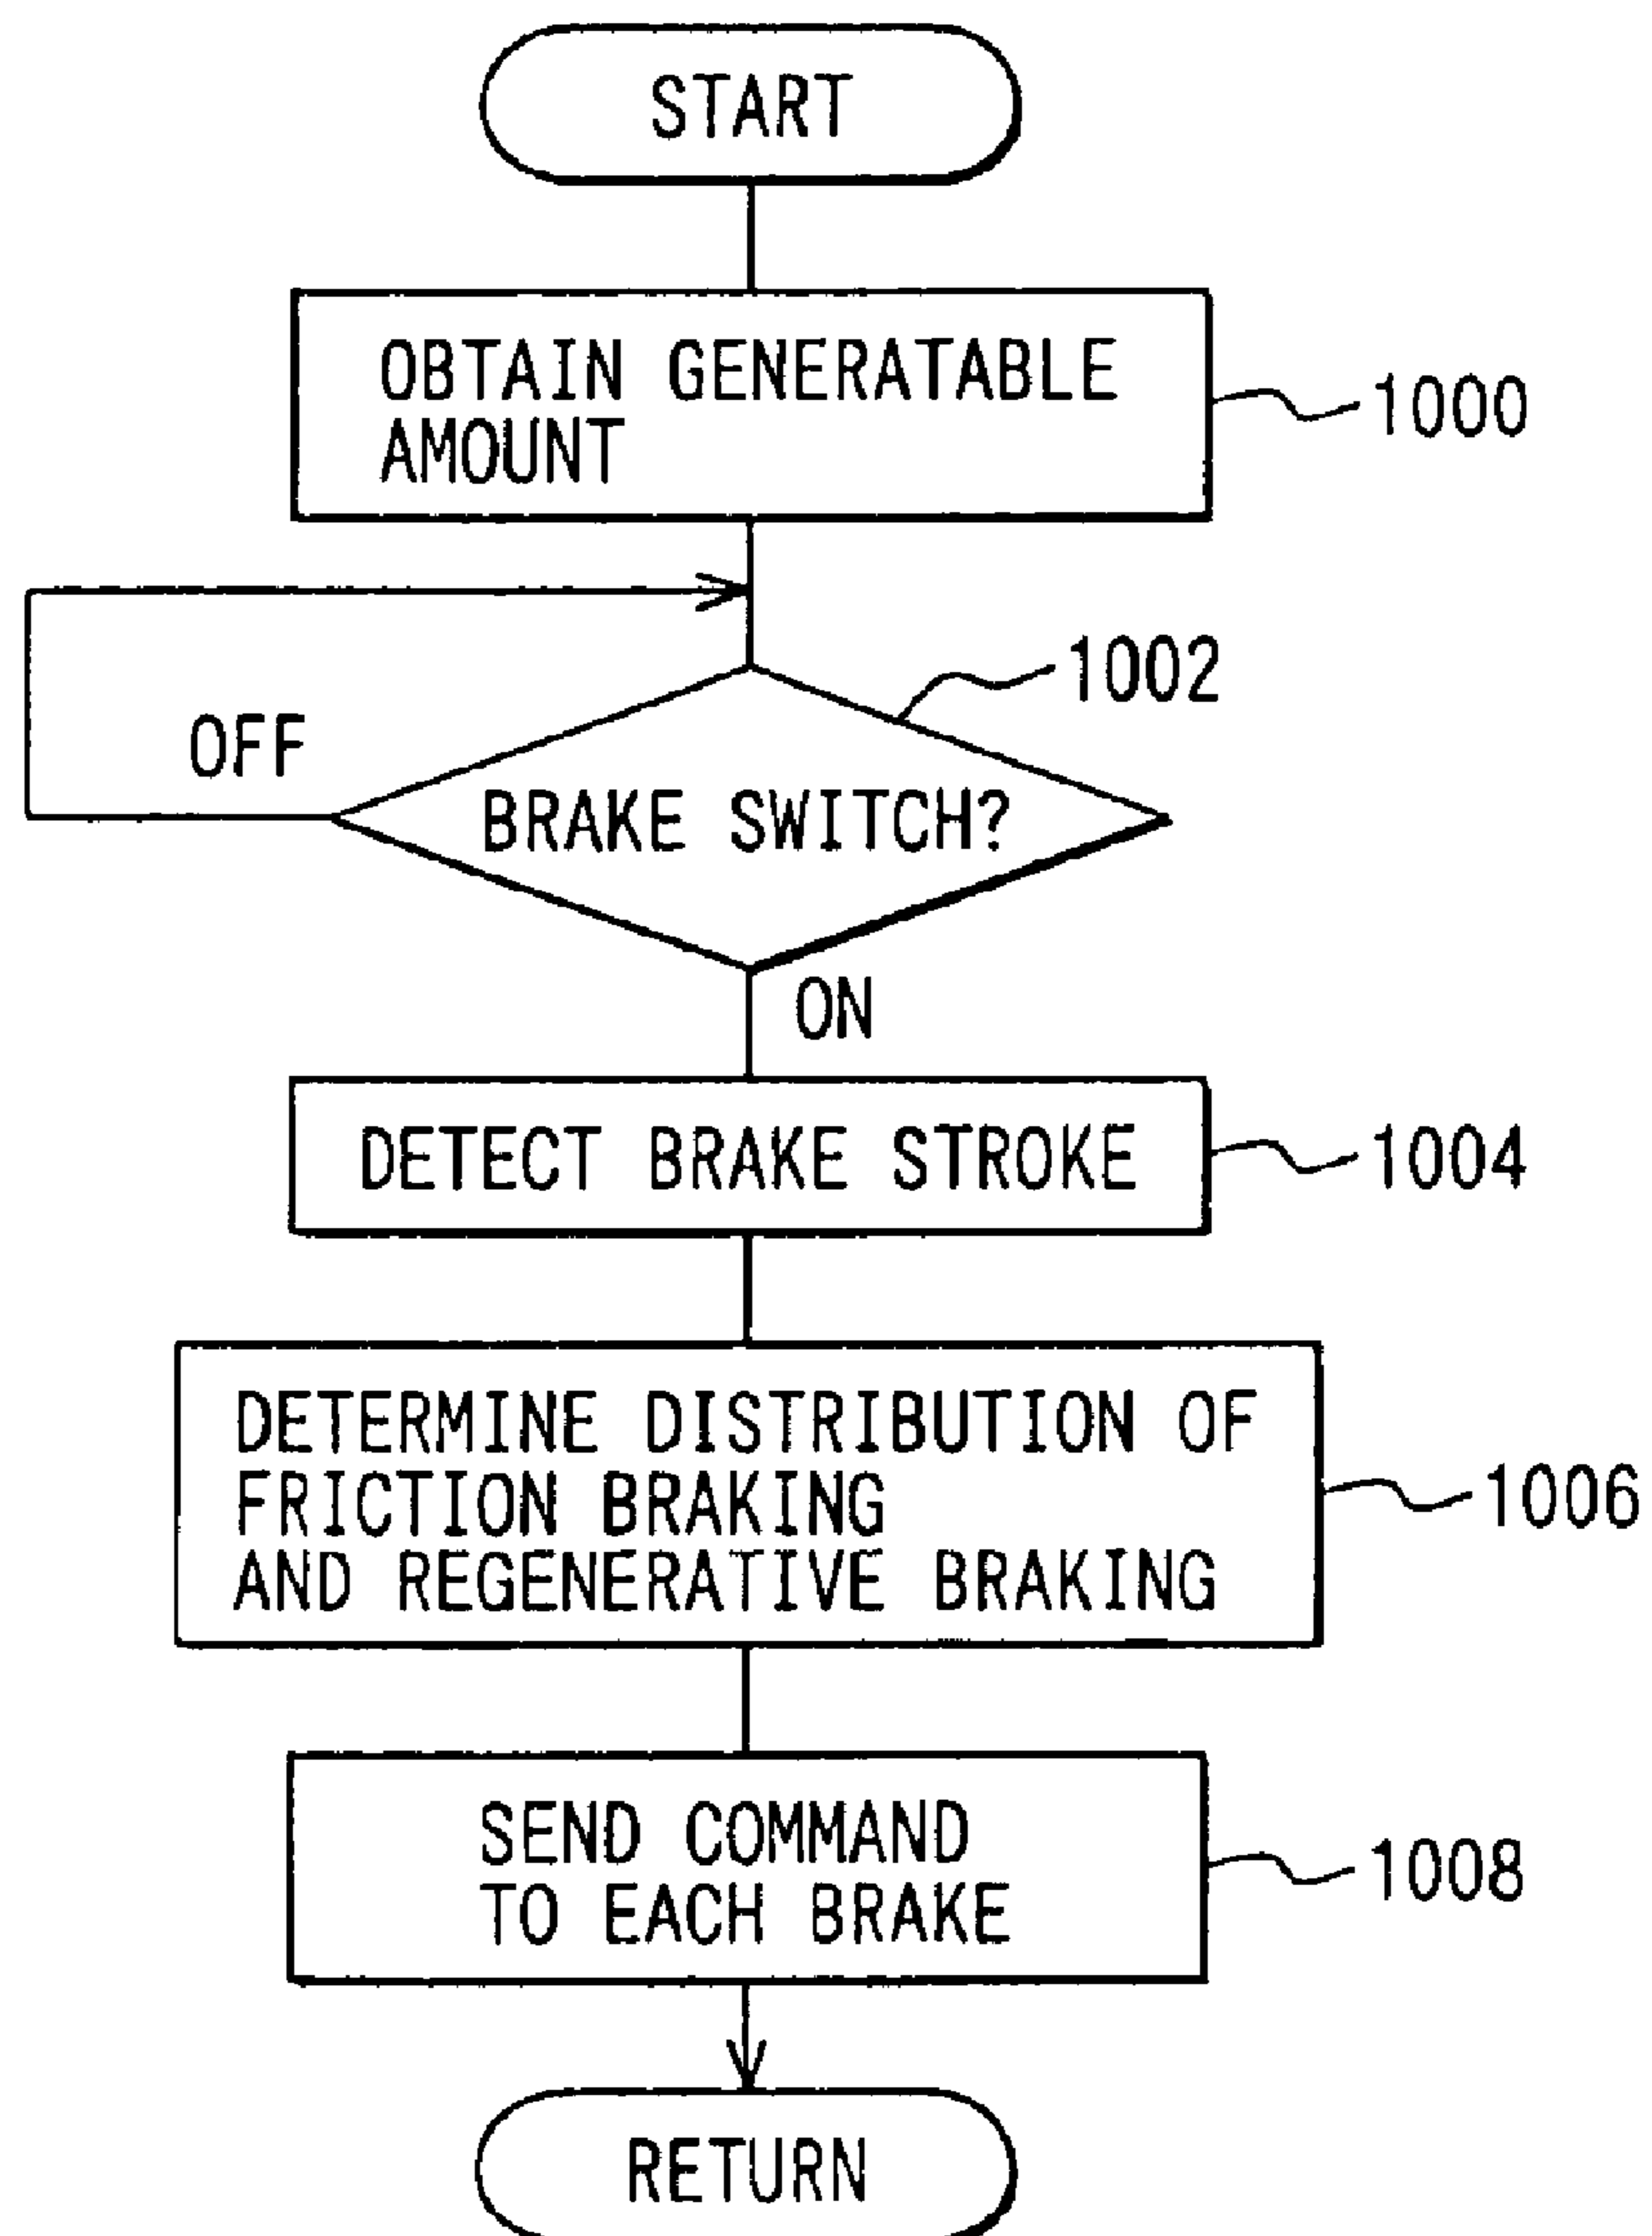 START
OBTAIN GENERATABLE
AMOUNT
1000
1002
OFF
BRAKE SWITCH?
ON
DETECT BRAKE STROKE
1004
DETERMINE DISTRIBUTION OF
FRICTION BRAKING
AND REGENERATIVE BRAKING
1006
SEND COMMAND
TO EACH BRAKE
1008
RETURN